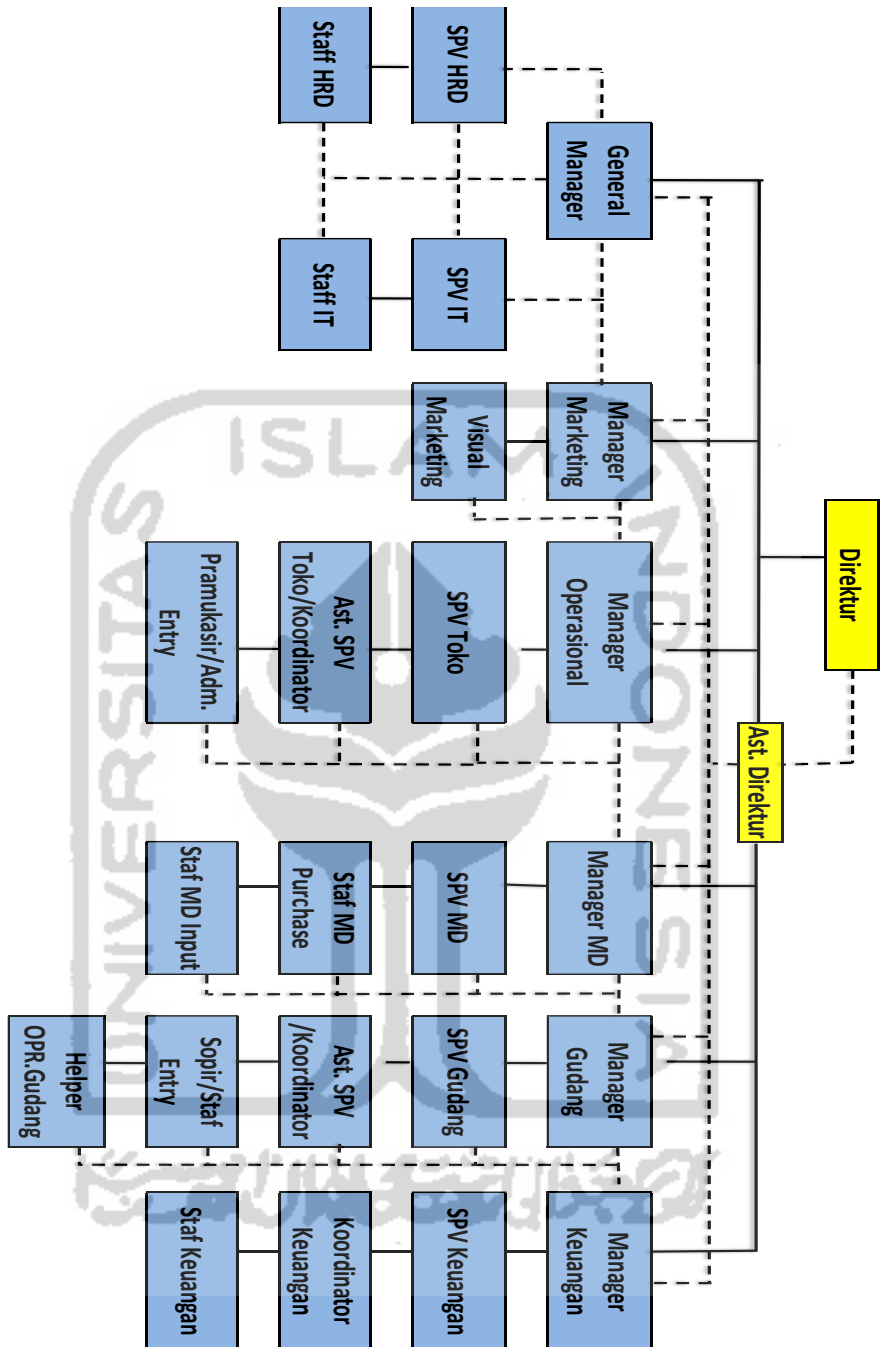 Direktur
Ast. Direktur
General
Manager
Manager
Marketing
Manager
Operasional
Manager MD
Manager
Gudang
Manager
Keuangan
SPV HRD
SPV IT
Visual
Marketing
SPV Toko
SPV MD
SPV Gudang
SPV Keuangan
Staff HRD
Staff IT
Ast. SPV
Toko/Koordinator
Staf MD
Purchase
Ast. SPV
/Koordinator
Koordinator
Keuangan
Pramukasir/Adm.
Entry
Staf MD Input
Sopir/Staf
Entry
Staf Keuangan
Helper
OPR.Gudang
UNIVERSITAS
ISLAM
INDONESIA